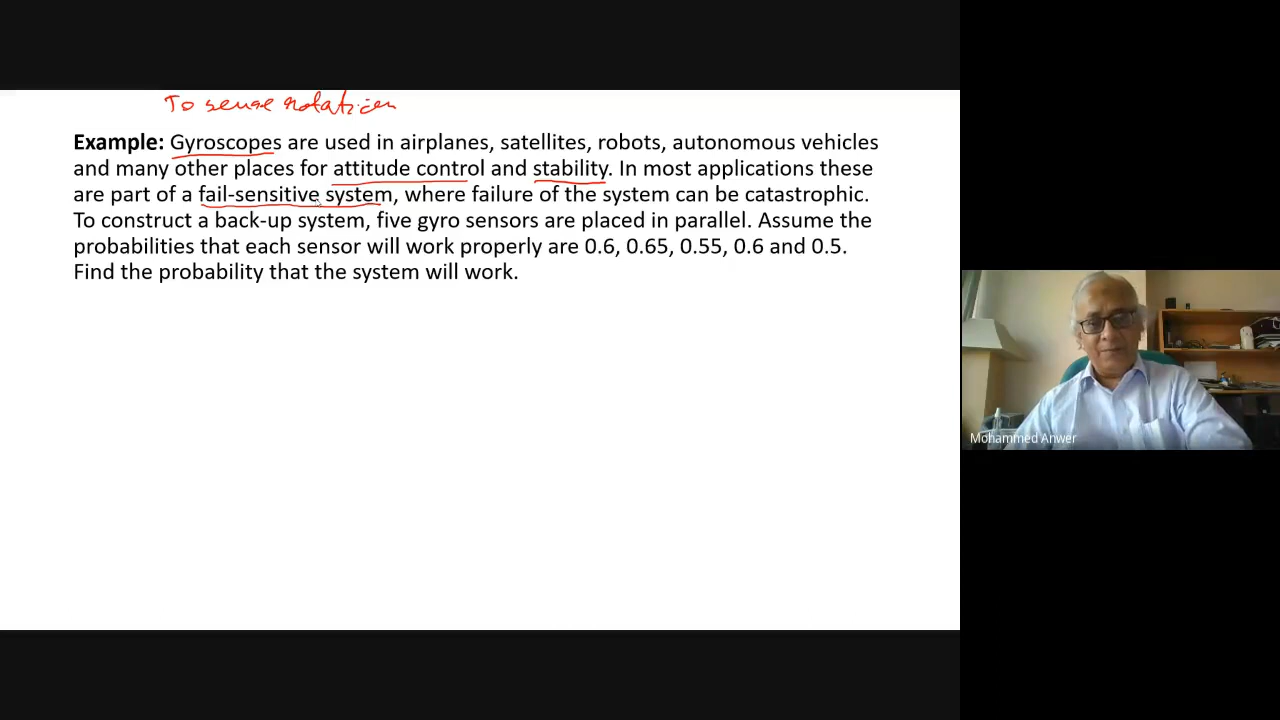 To sense rotation
Example: Gyroscopes are used in airplanes, satellites, robots, autonomous vehicles
and many other places for attitude control and stability. In most applications these
are part of a fail-sensitive system, where failure of the system can be catastrophic.
To construct a back-up system, five gyro sensors are placed in parallel. Assume the
probabilities that each sensor will work properly are 0.6, 0.65, 0.55, 0.6 and 0.5.
Find the probability that the system will work.
Mohammed Anwer